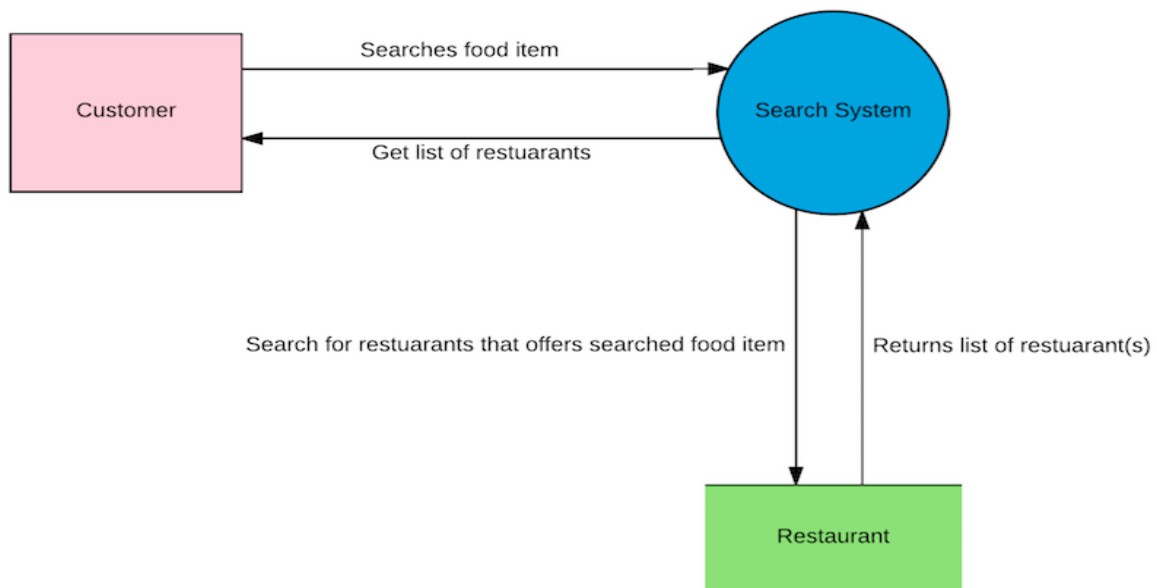 Searches food item
Customer
Search System
Get list of restuarants
Search for restuarants that offers searched food item
Returns list of restuarant(s)
Restaurant